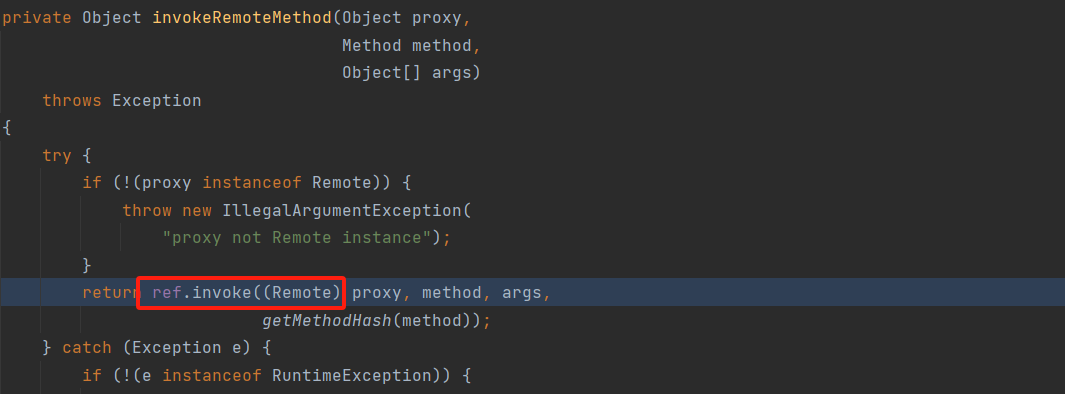 private Object invokeRemoteMethod(Object proxy,
Method method,
Object[] args)
throws Exception
{
try {
if (!(proxy instanceof Remote)) {
throw new IllegalArgumentException(
"proxy not Remote instance");
}
return ref.invoke((Remote) proxy, method, args,
getMethodHash(method));
} catch (Exception e) {
if (!(e instanceof RuntimeException)) {